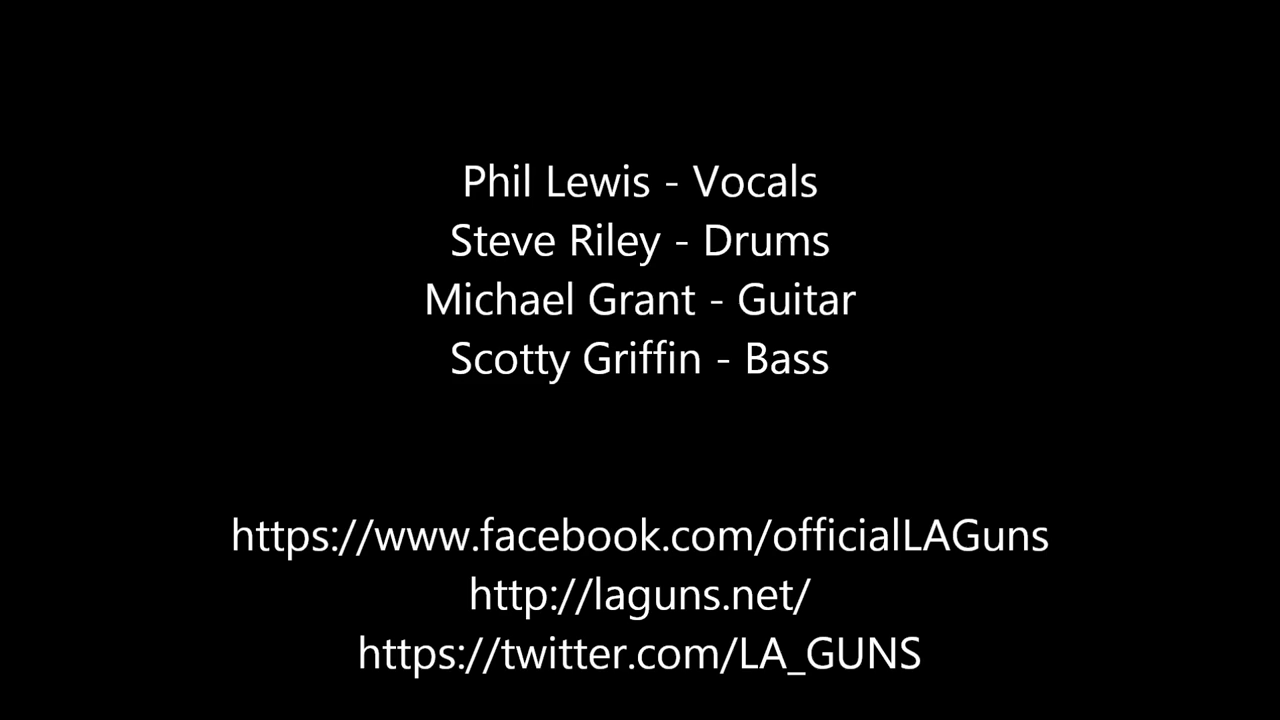 Phil Lewis - Vocals
Steve Riley - Drums
Michael Grant - Guitar
Scotty Griffin - Bass
https://www.facebook.com/officialLAGuns
http://laguns.net/
https://twitter.com/LA_GUNS